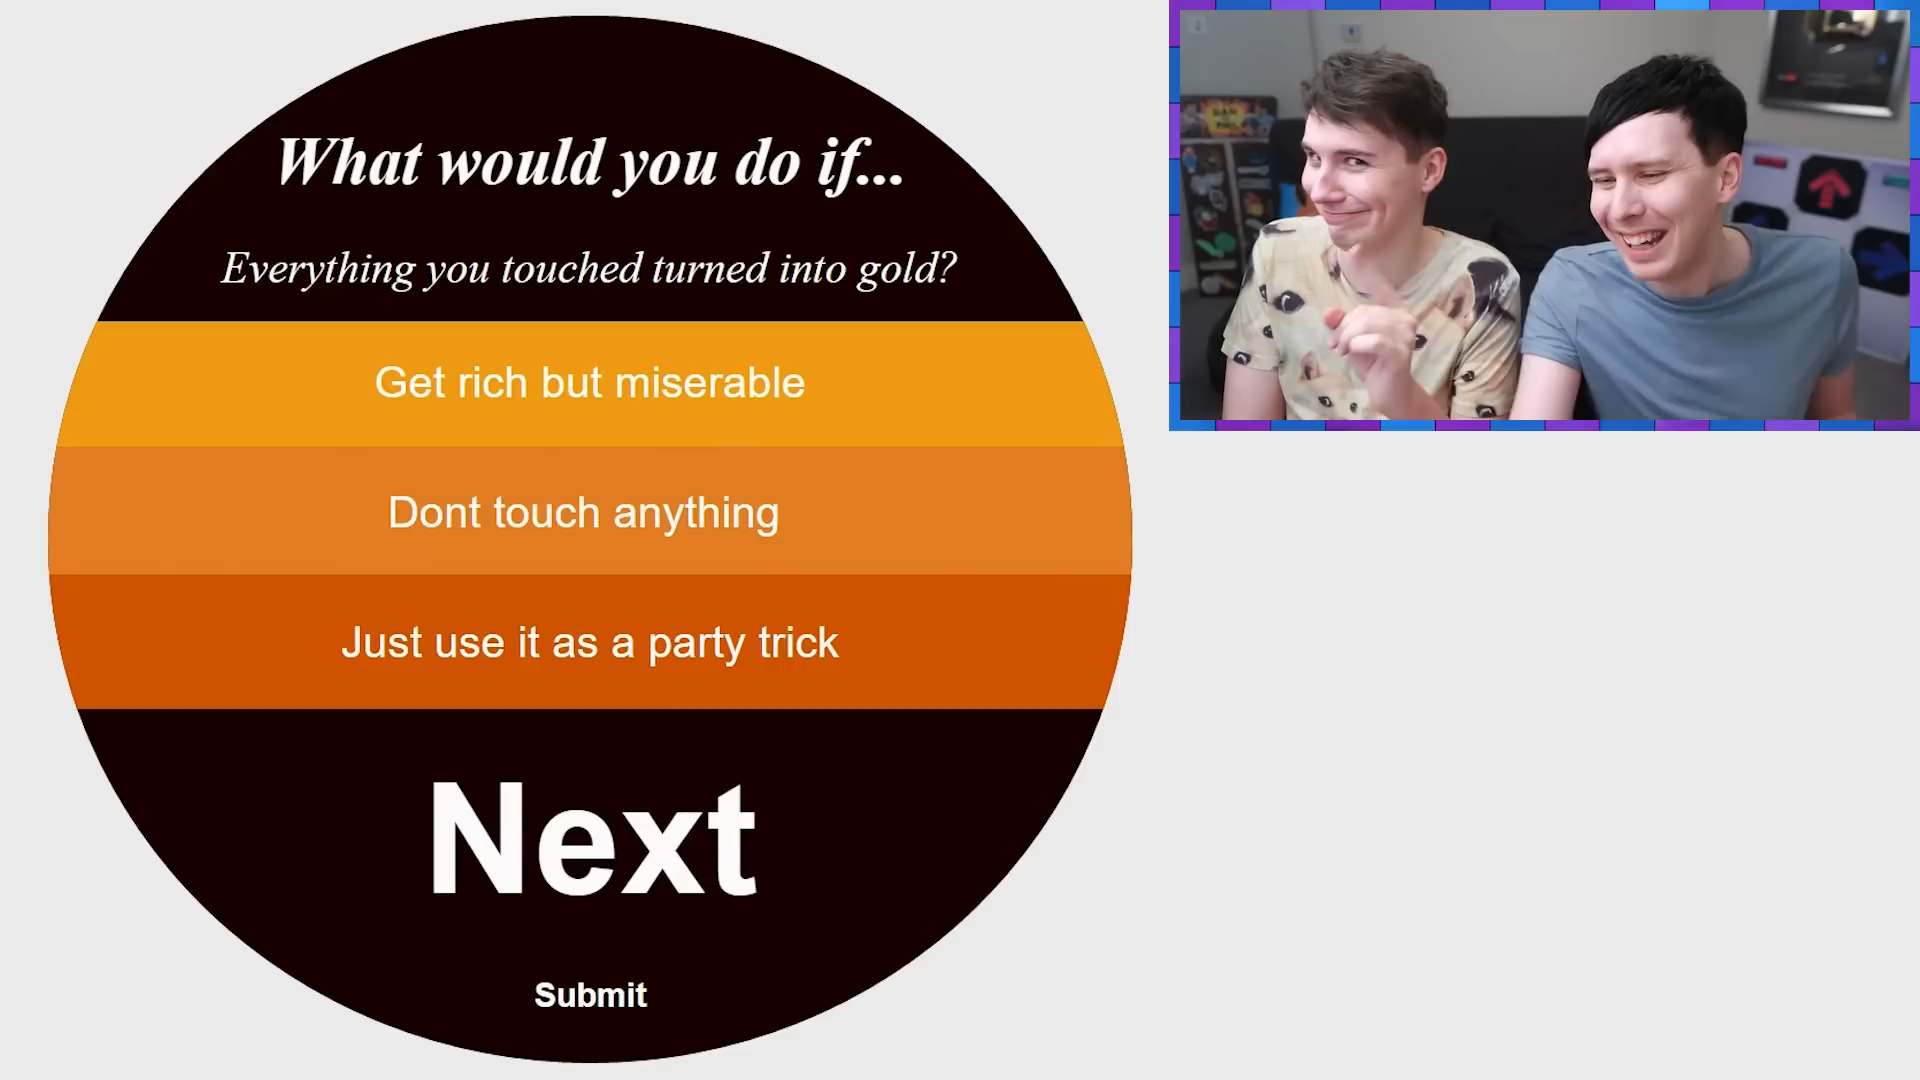 What would you do if...
Everything you touched turned into gold?
Get rich but miserable
Dont touch anything
Just use it as a party trick
Next
Submit